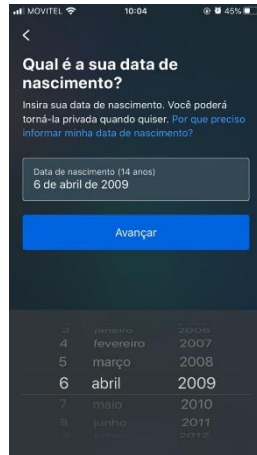 MOVITEL 10:04 45%
Qual é a sua data de
nascimento?
Insira sua data de nascimento. Você poderá
torná-la privada quando quiser. Por que preciso
informar minha data de nascimento?
Data de nascimento (14 anos)
6 de abril de 2009
Avançar
3 janeiro 2006
4 fevereiro 2007
5 março 2008
6 abril 2009
7 maio 2010
8 junho 2011
2012